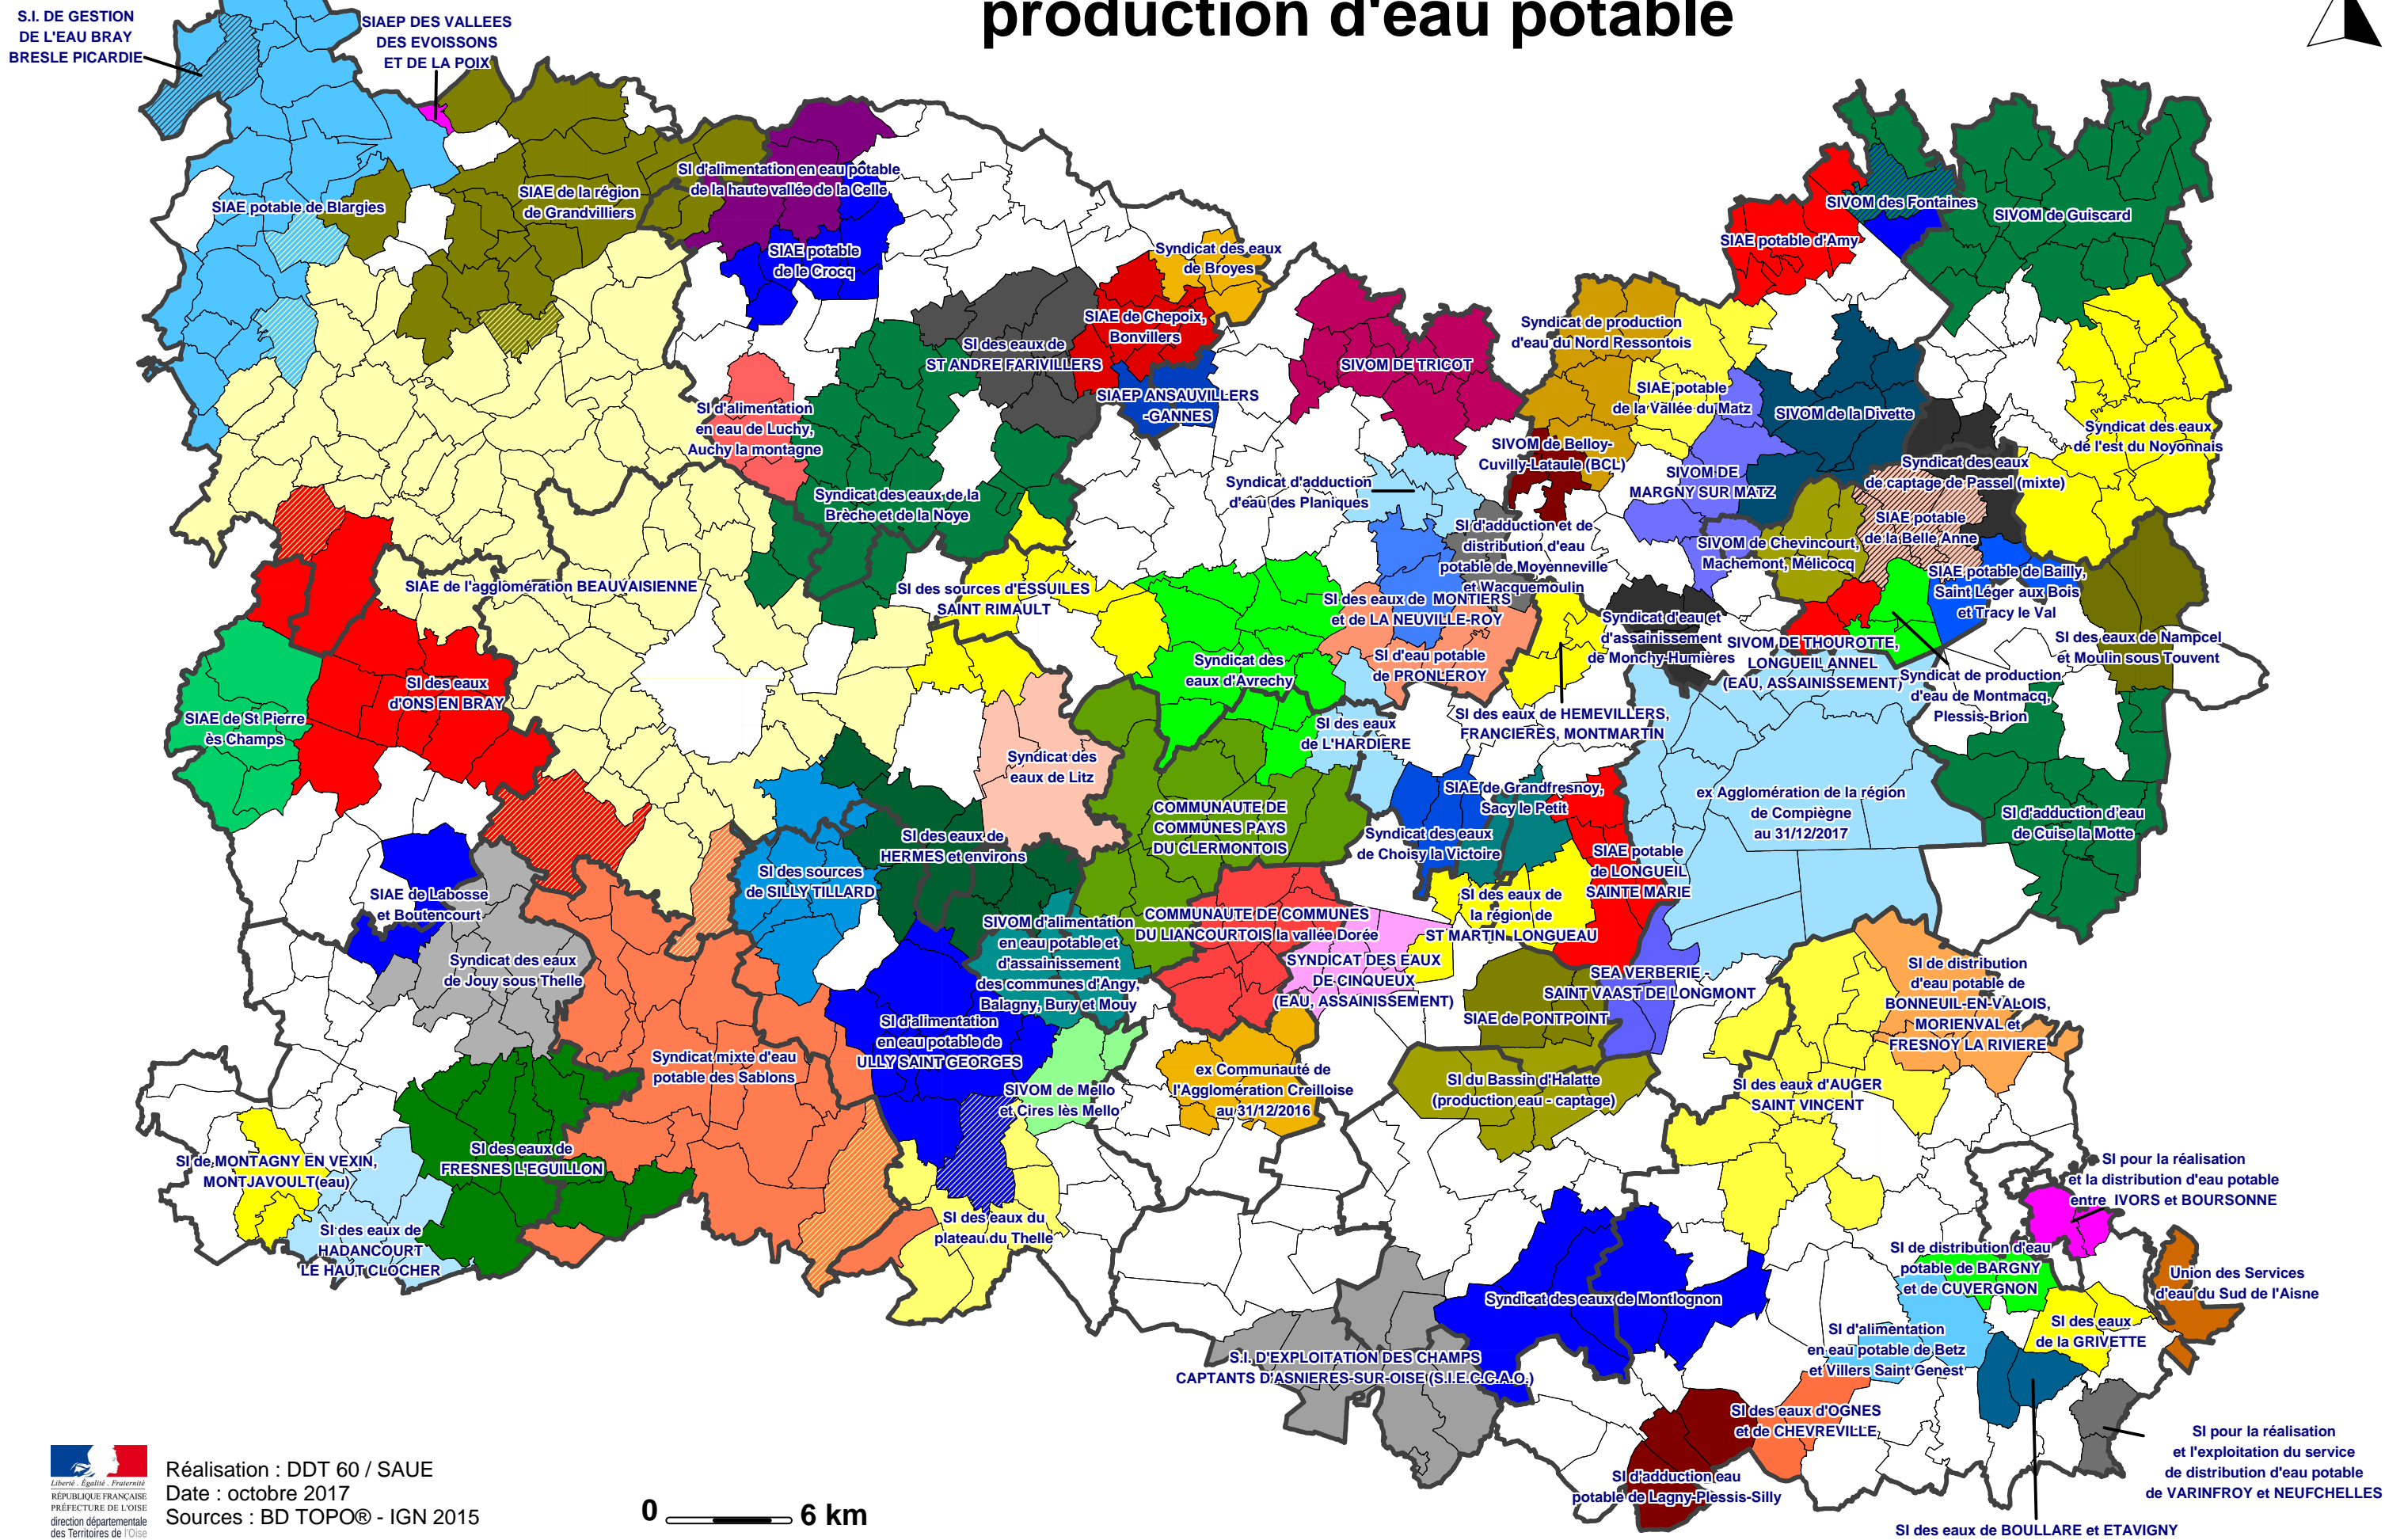 production d'eau potable
S.I. DE GESTION
DE L'EAU BRAY
BRESLE PICARDIE
SIAEP DES VALLEES
DES EVOISSONS
ET DE LA POIX
SIAE potable de Blargies
SIAE de la région
de Grandvilliers
SI d'alimentation en eau potable
de la haute vallée de la Celle
SIAE potable
de le Crocq
Syndicat des eaux
de Broyes
SIAE de Chepoix,
Bonvillers
SI des eaux de
ST ANDRE FARIVILLERS
SIAEP ANSAUVILLERS
-GANNES
SIVOM DE TRICOT
SIVOM des Fontaines
SIVOM de Guiscard
SIAE potable d'Amy
Syndicat de production
d'eau du Nord Ressontois
SIAE potable
de la Vallée du Matz
SIVOM de la Divette
Syndicat des eaux
de l'est du Noyonnais
SI d'alimentation
en eau de Luchy,
Auchy la montagne
Syndicat des eaux de la
Brèche et de la Noye
Syndicat d'adduction
d'eau des Planiques
SIVOM de Belloy-
Cuvilly-Lataule (BCL)
SIVOM DE
MARGNY SUR MATZ
Syndicat des eaux
de captage de Passel (mixte)
SIAE potable
de la Belle Anne
SI d'adduction et de
distribution d'eau
potable de Moyenneville
et Wacquemoulin
SIVOM de Chevincourt,
Machemont, Mélicocq
SIAE potable de Bailly,
Saint Léger aux Bois
et Tracy le Val
SIAE de l'agglomération BEAUVAISIENNE
SI des sources d'ESSUILES
SAINT RIMAULT
SI des eaux de MONTIERS
et de LA NEUVILLE-ROY
Syndicat d'eau et
d'assainissement
de Monchy-Humières
SIVOM DE THOUROTTE,
LONGUEIL ANNEL
(EAU, ASSAINISSEMENT)
SI des eaux de Nampcel
et Moulin sous Touvent
Syndicat de production
d'eau de Montmacq,
Plessis-Brion
SI des eaux
d'ONS EN BRAY
SIAE de St Pierre
ès Champs
Syndicat des
eaux d'Avrechy
SI d'eau potable
de PRONLEROY
SI des eaux
de L'HARDIERE
SI des eaux de HEMEVILLERS,
FRANCIERES, MONTMARTIN
Syndicat des
eaux de Litz
COMMUNAUTE DE
COMMUNES PAYS
DU CLERMONTOIS
SIAE de Grandfresnoy,
Sacy le Petit
Syndicat des eaux
de Choisy la Victoire
ex Agglomération de la région
de Compiègne
au 31/12/2017
SI d'adduction d'eau
de Cuise la Motte
SIAE potable
de LONGUEIL
SAINTE MARIE
SI des eaux de
HERMES et environs
SI des sources
de SILLY TILLARD
SIAE de Labosse
et Boutencourt
Syndicat des eaux
de Jouy sous Thelle
SIVOM d'alimentation
en eau potable et
d'assainissement
des communes d'Angy,
Balagny, Bury et Mouy
COMMUNAUTE DE COMMUNES
DU LIANCOURTOIS la vallée Dorée
SI des eaux de
la région de
ST MARTIN LONGUEAU
SYNDICAT DES EAUX
DE CINQUEUX
(EAU, ASSAINISSEMENT)
SEA VERBERIE -
SAINT VAAST DE LONGMONT
SIAE de PONTPOINT
SI de distribution
d'eau potable de
BONNEUIL-EN-VALOIS,
MORIENVAL et
FRESNOY LA RIVIERE
SI d'alimentation
en eau potable de
ULLY SAINT GEORGES
Syndicat mixte d'eau
potable des Sablons
SIVOM de Mello
et Cires lès Mello
ex Communauté de
l'Agglomération Creilloise
au 31/12/2016
SI du Bassin d'Halatte
(production eau - captage)
SI des eaux d'AUGER
SAINT VINCENT
SI des eaux de
FRESNES L'EGUILLON
SI de MONTAGNY EN VEXIN,
MONTJAVOULT(eau)
SI des eaux de
HADANCOURT
LE HAUT CLOCHER
SI des eaux du
plateau du Thelle
SI pour la réalisation
et la distribution d'eau potable
entre IVORS et BOURSONNE
SI de distribution d'eau
potable de BARGNY
et de CUVERGNON
Union des Services
d'eau du Sud de l'Aisne
Syndicat des eaux de Montlognon
SI des eaux
de la GRIVETTE
SI d'alimentation
en eau potable de Betz
et Villers Saint Genest
S.I. D'EXPLOITATION DES CHAMPS
CAPTANTS D'ASNIERES-SUR-OISE (S.I.E.C.C.A.O.)
SI des eaux d'OGNES
et de CHEVREVILLE
SI d'adduction eau
potable de Lagny-Plessis-Silly
SI pour la réalisation
et l'exploitation du service
de distribution d'eau potable
de VARINFROY et NEUFCHELLES
SI des eaux de BOULLARE et ETAVIGNY
Liberté . Égalité . Fraternité
RÉPUBLIQUE FRANÇAISE
PRÉFECTURE DE L'OISE
direction départementale
des Territoires de l'Oise
Réalisation : DDT 60 / SAUE
Date : octobre 2017
Sources : BD TOPO® - IGN 2015
0 6 km